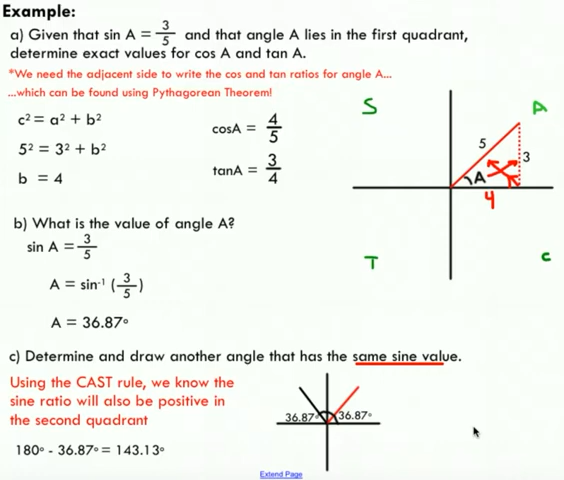 Example:
a) Given that sin A = 3/5 and that angle A lies in the first quadrant,
determine exact values for cos A and tan A.
*We need the adjacent side to write the cos and tan ratios for angle A...
...which can be found using Pythagorean Theorem!
c² = a² + b²
5² = 3² + b²
b = 4
cosA = 4/5
tanA = 3/4
S
A
5
3
A
4
T
C
b) What is the value of angle A?
sin A = 3/5
A = sin⁻¹ (3/5)
A = 36.87°
c) Determine and draw another angle that has the same sine value.
Using the CAST rule, we know the
sine ratio will also be positive in
the second quadrant
180° - 36.87° = 143.13°
36.87°
36.87°
Extend Page